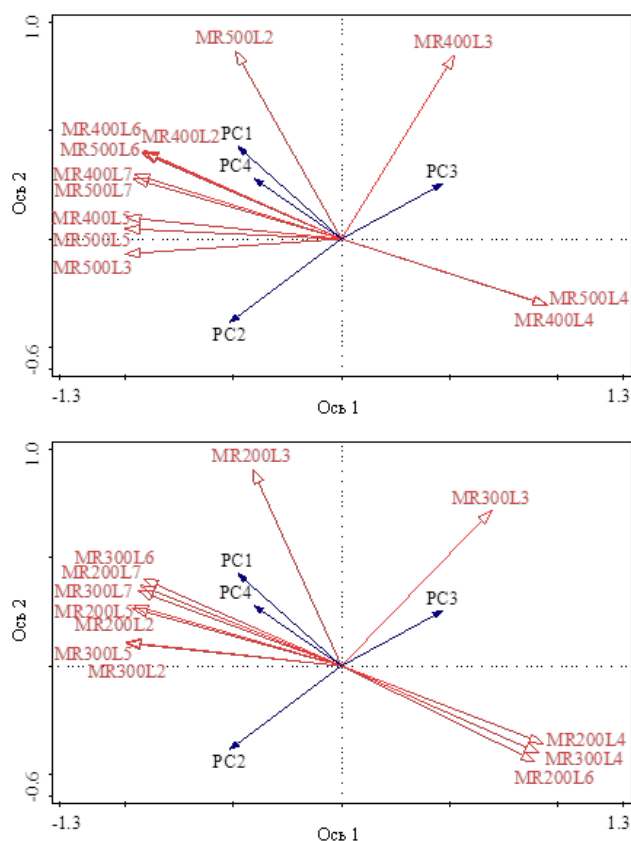 1.0
MR500L2
MR400L3
MR400L6
MR400L2
PC1
MR500L6
PC4
MR400L7
PC3
MR500L7
Ось 2
MR400L5
MR500L5
MR500L3
MR500L4
MR400L4
PC2
-0.6
-1.3
1.3
Ось 1
1.0
MR200L3
MR300L3
MR300L6
PC1
MR200L7
MR300L7
PC4
PC3
MR200L5
MR200L2
Ось 2
MR300L5
MR300L2
MR200L4
PC2
MR300L4
MR200L6
-0.6
-1.3
1.3
Ось 1